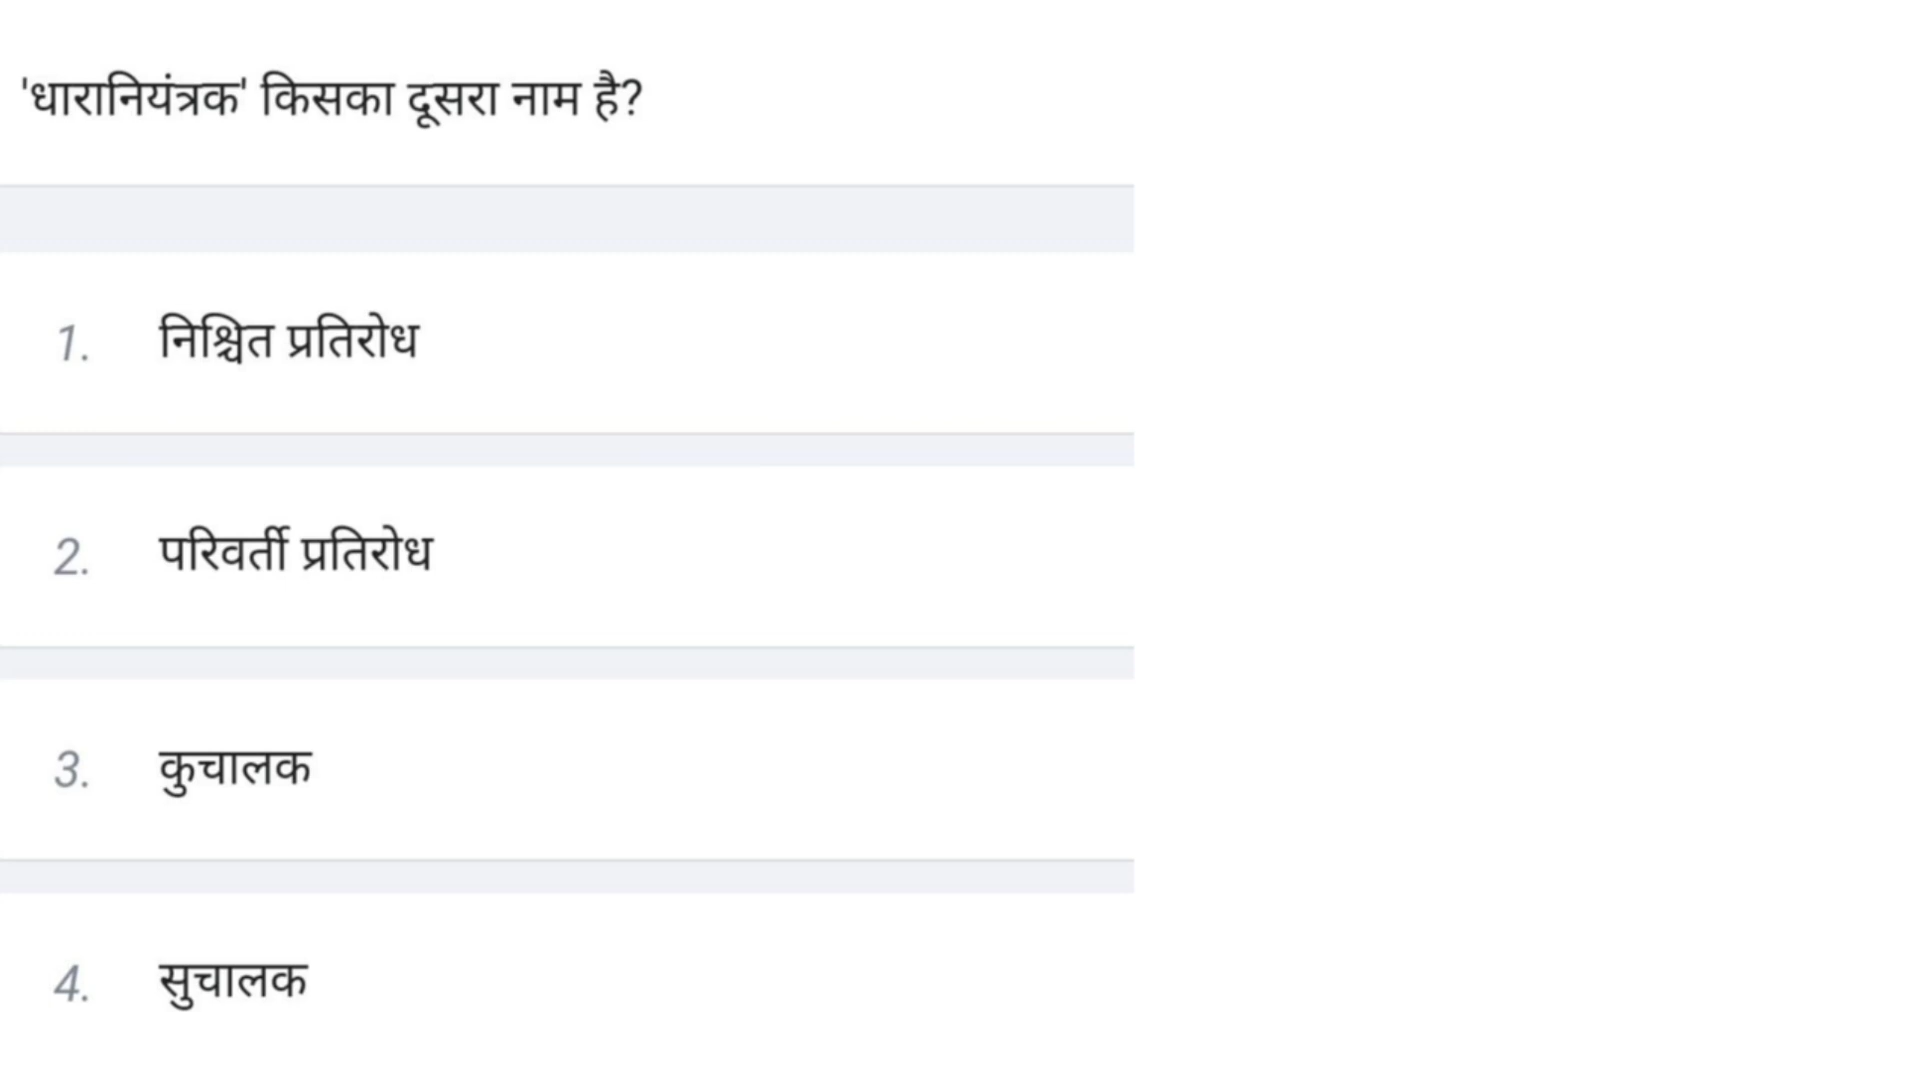 'धारानियंत्रक' किसका दूसरा नाम है?
1. निश्चित प्रतिरोध
2. परिवर्ती प्रतिरोध
3. कुचालक
4. सुचालक